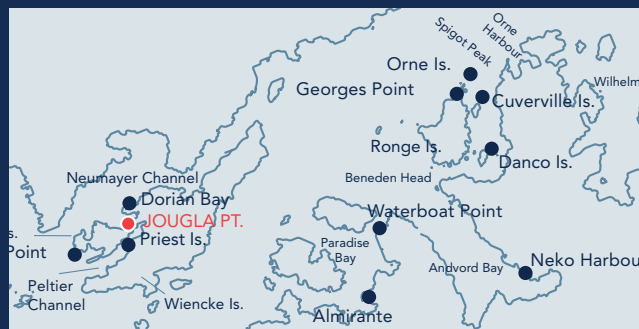 Orne
Harbour
Spigot Peak
Orne Is.
Wilhelm
Georges Point
Cuverville Is.
Ronge Is.
Danco Is.
Neumayer Channel
Beneden Head
Dorian Bay
JOUGLA PT.
Waterboat Point
s.
Priest Is.
Point
Paradise
Bay
Andvord Bay
Neko Harbou
Peltier
Channel
Wiencke Is.
Almirante